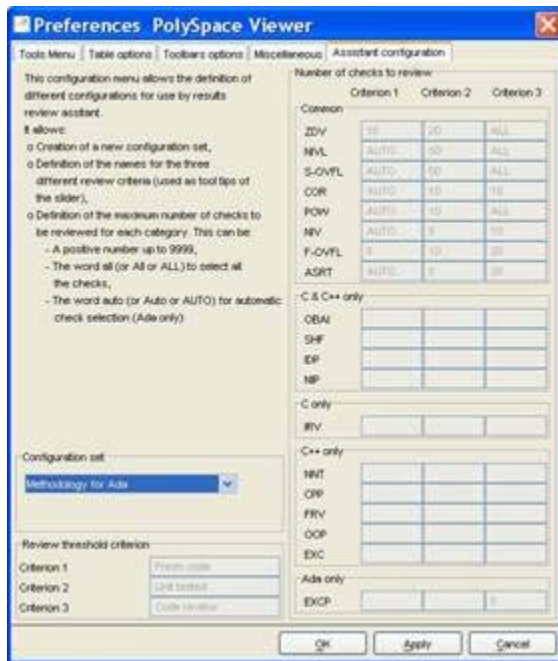 Preferences PolySpace Viewer
Tools Menu Table options Toolbars options Miscellaneous Assistant configuration
This configuration menu allows the definition of
different configurations for use by results
review assitant.
It allows:
o Creation of a new configuration set,
o Definition of the names for the three
different review criteria (used as tool tips of
the slider),
o Definition of the maximum number of checks to
be reviewed for each category. This can be:
- A positive number up to 9999,
- The word all (or All or ALL) to select all
the checks,
- The word auto (or Auto or AUTO) for automatic
check selection (Ada only)
Configuration set
Methodology for Ada
Review threshold criterion
Criterion 1 Fresh code
Criterion 2 Unit tested
Criterion 3 Code review
Number of checks to review
Criterion 1 Criterion 2 Criterion 3
Common
ZDV 10 20 ALL
NIVL AUTO 50 ALL
S-OVFL AUTO 50 ALL
COR AUTO 10 10
POW AUTO 10 ALL
NIV AUTO 10
F-OVFL 10 20
ASRT AUTO 20
C & C++ only
OBAI
SHF
IDP
NIP
C only
IRV
C++ only
NNT
CPP
FRV
OOP
EXC
Ada only
EXCP
OK Apply Cancel